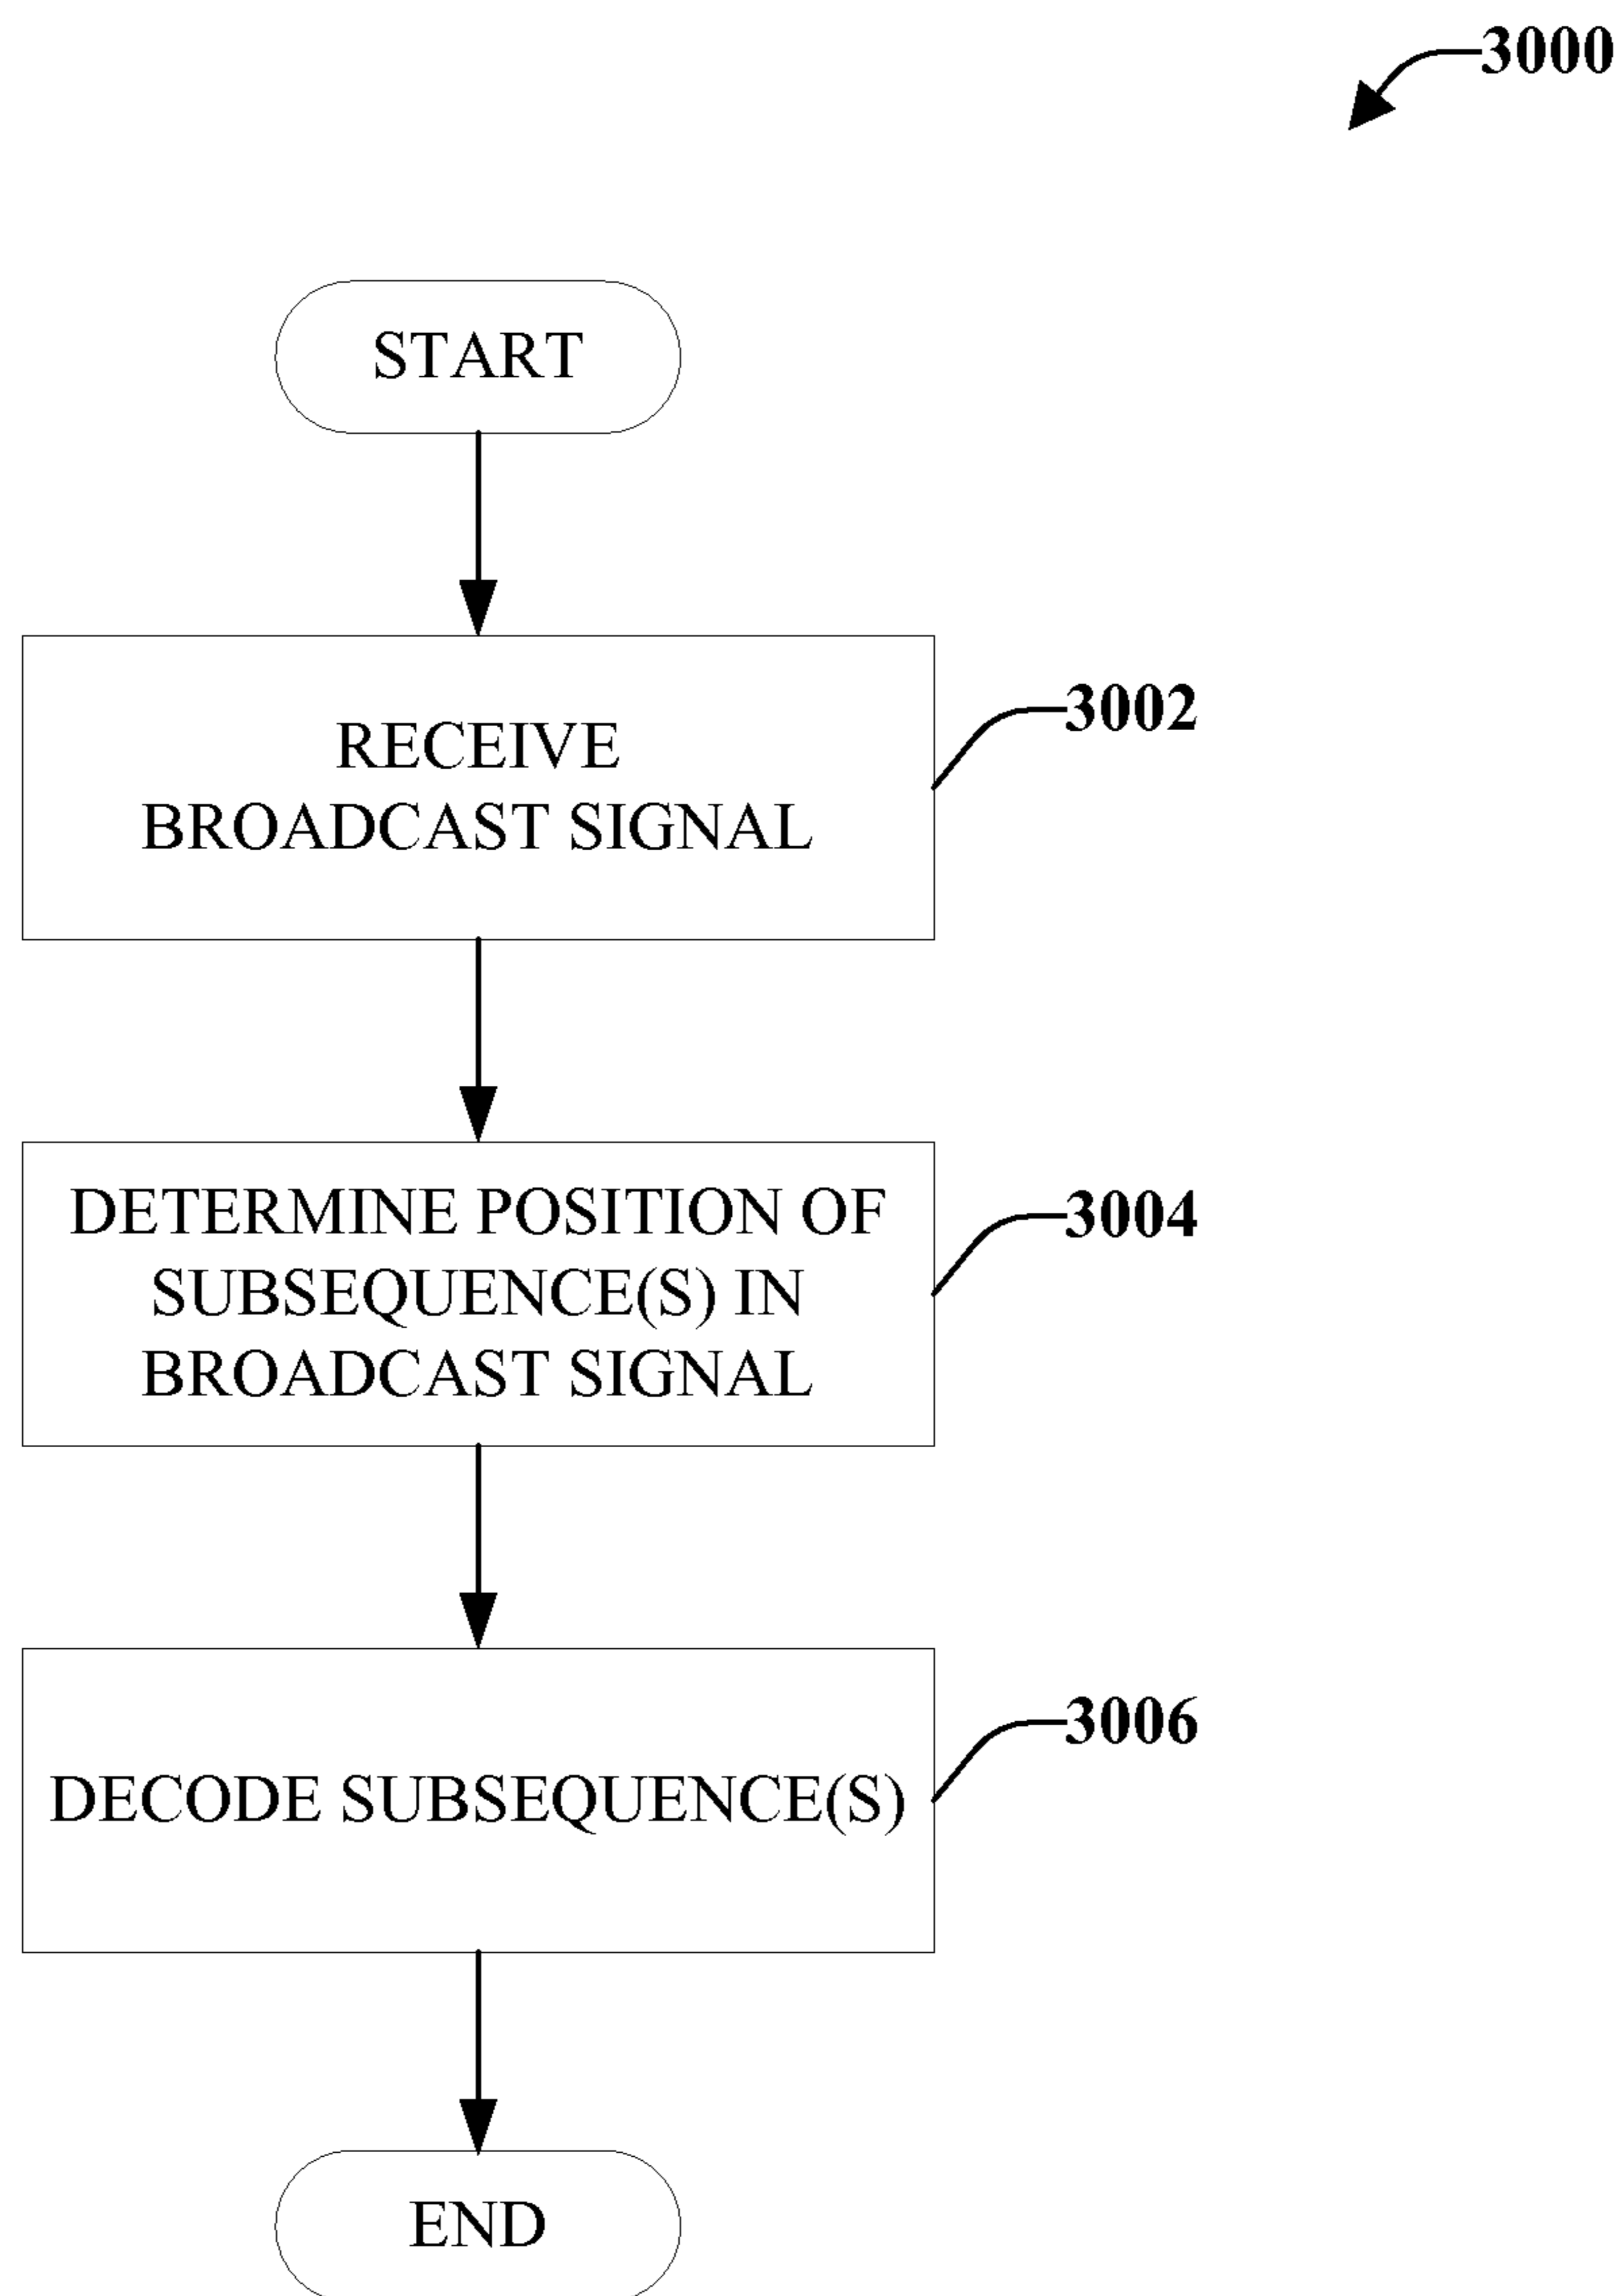 3000
START
RECEIVE
BROADCAST SIGNAL
3002
DETERMINE POSITION OF
SUBSEQUENCE(S) IN
BROADCAST SIGNAL
3004
DECODE SUBSEQUENCE(S)
3006
END